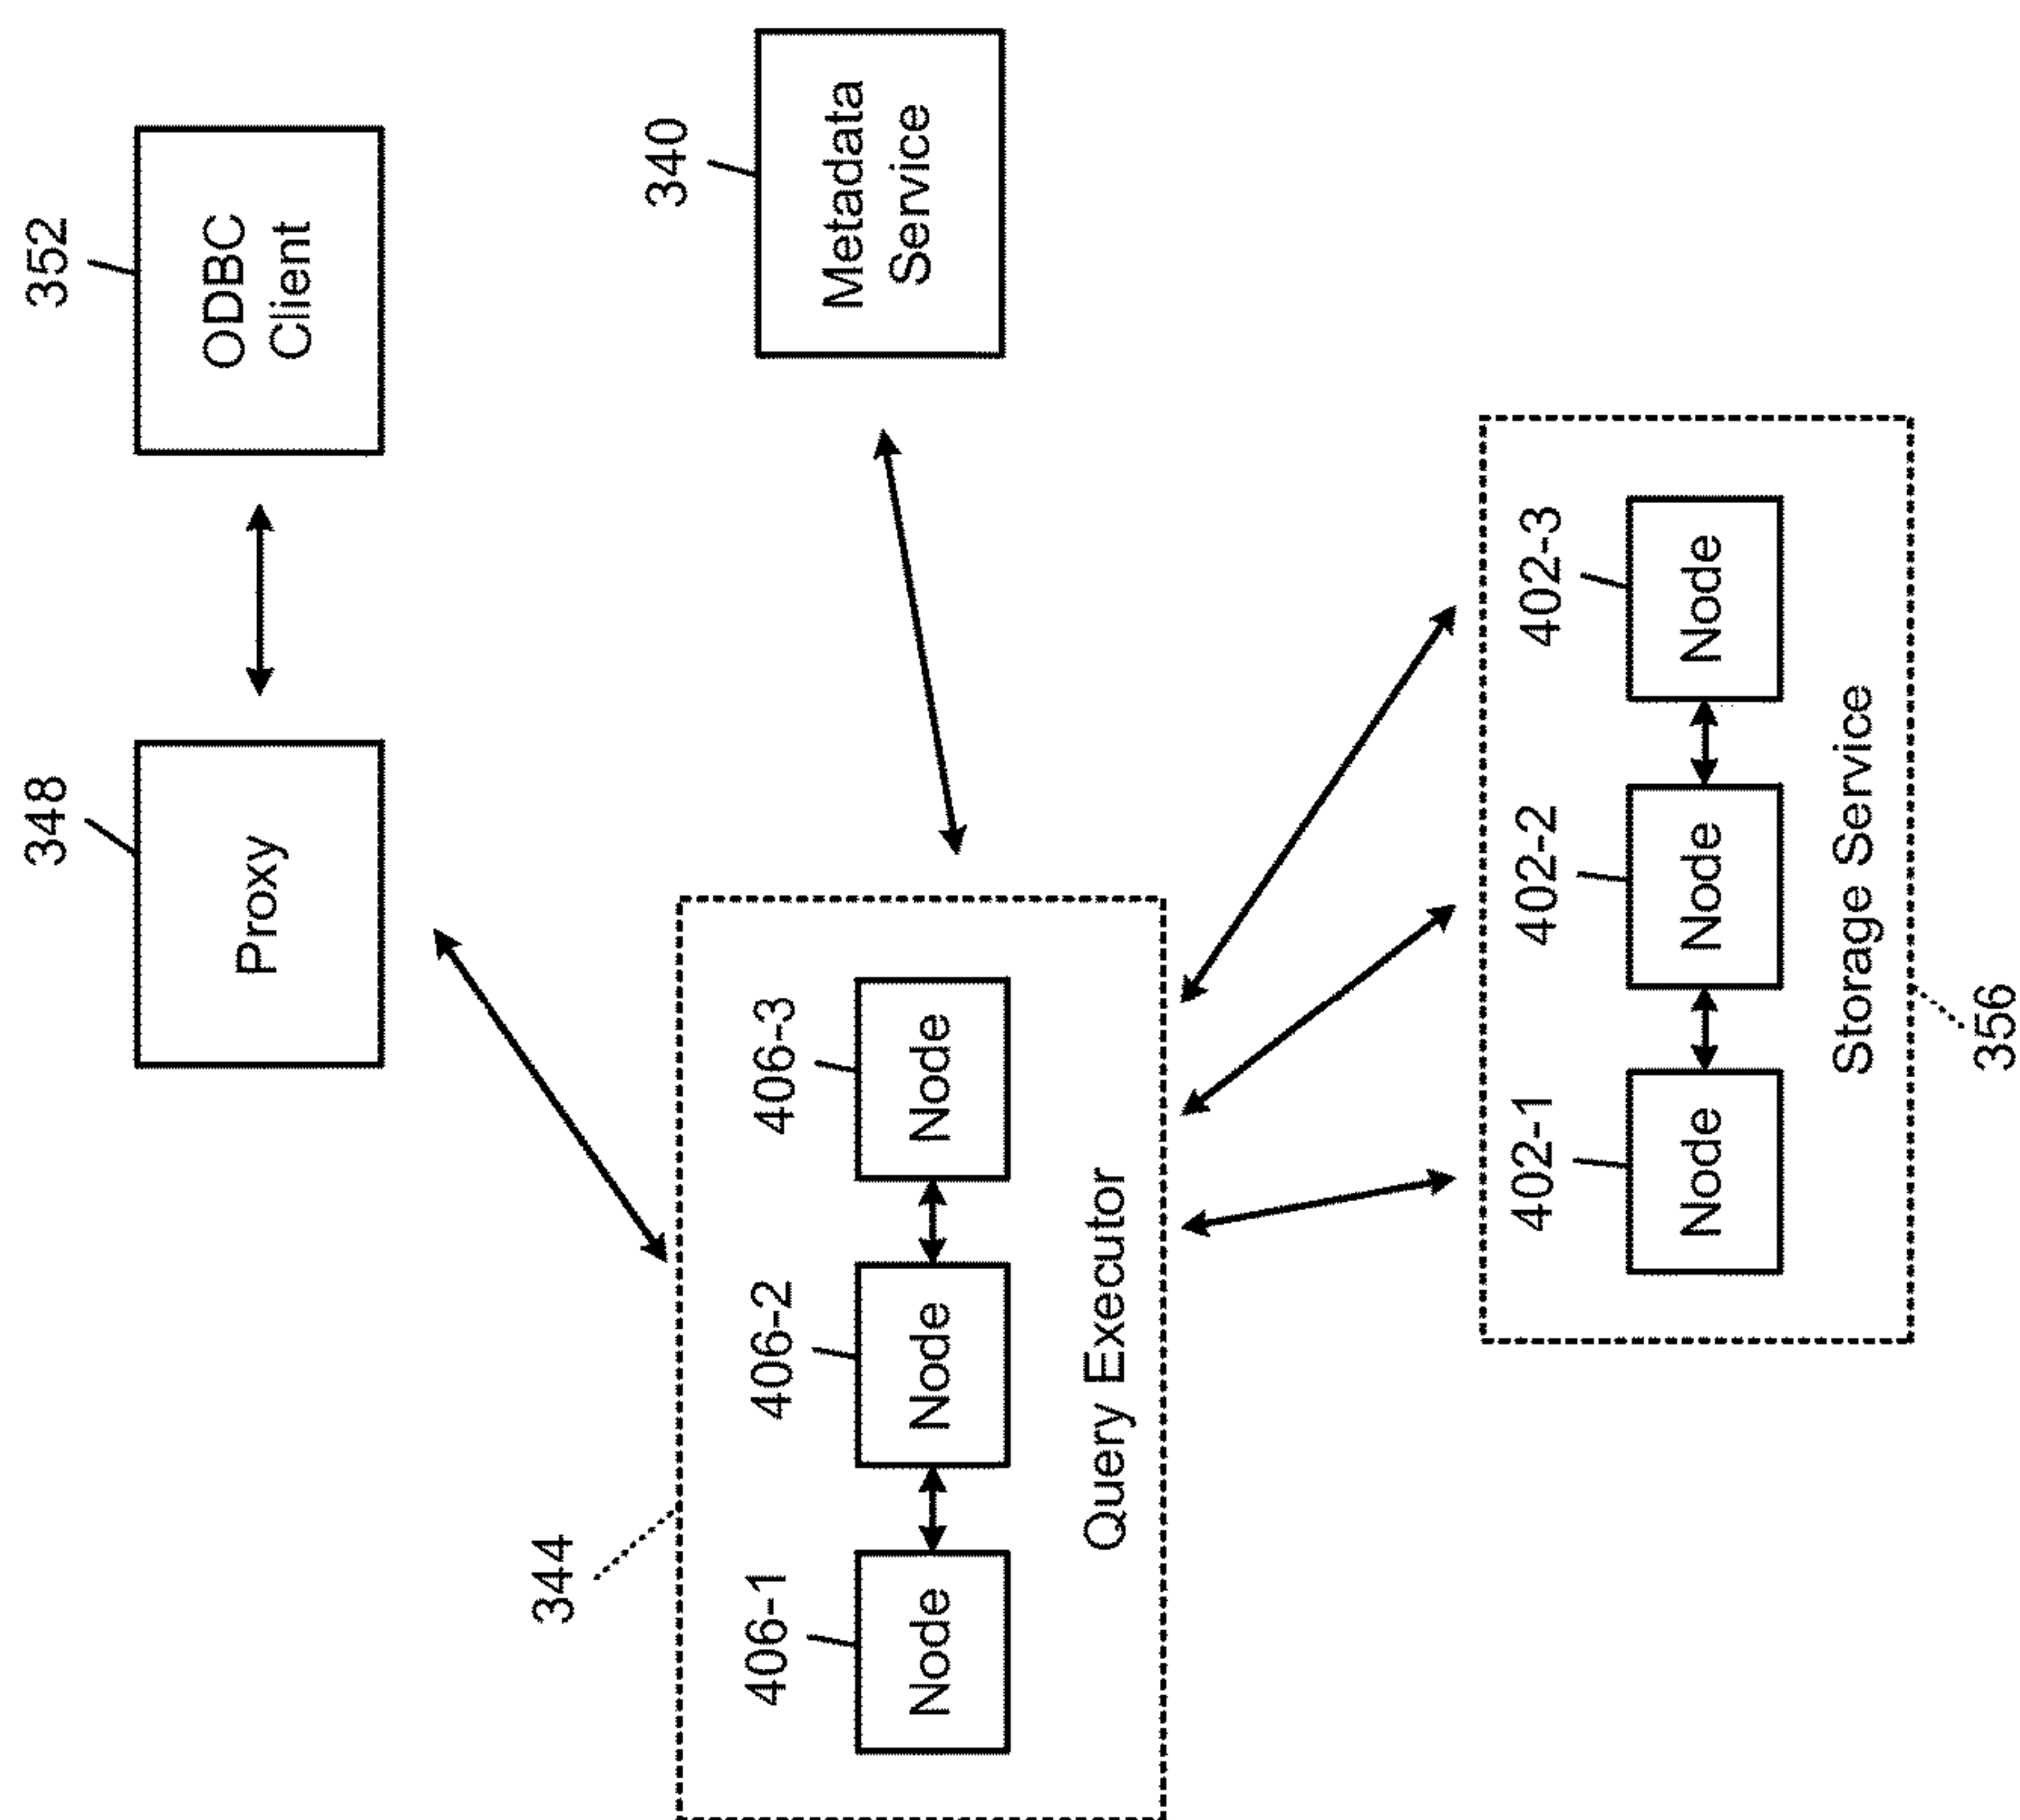 352
ODBC
Client
348
Proxy
340
Metadata
Service
344
406-1
406-2
406-3
Node
Node
Node
Query Executor
402-1
402-2
402-3
Node
Node
Node
Storage Service
356